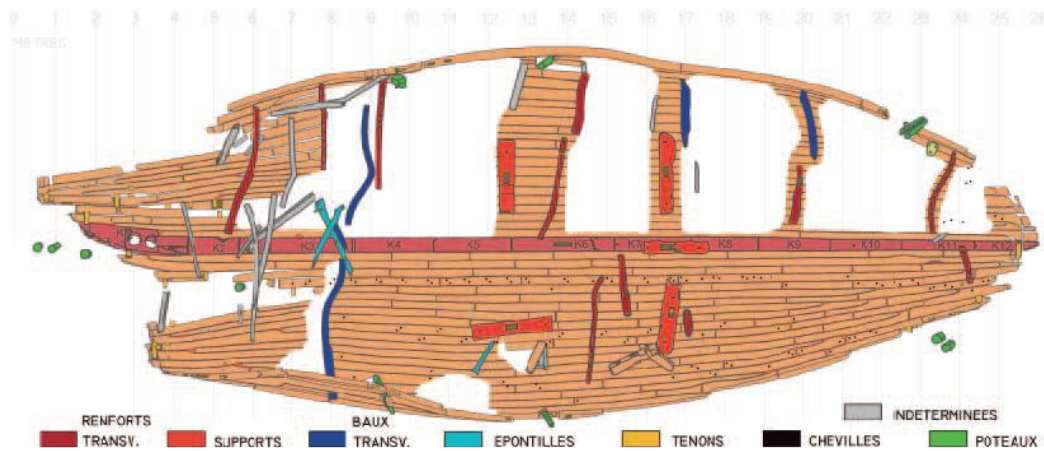 0 1 2 3 4 5 6 7 8 9 10 11 12 13 14 15 16 17 18 19 20 21 22 23 24 25 26
METRES
K2 K3 K4 K5 K6 K7 K8 K9 K10 K11 K12
RENFORTS BAUX INDETERMINEES
TRANSV. SUPPORTS TRANSV. EPONTILLES TENONS CHEVILLES POTEAUX